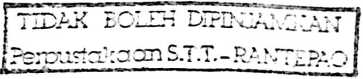 TIDAK BOLEH DIPINJAMKAN
Perpustakaan S.T.T.-RANTEPAO